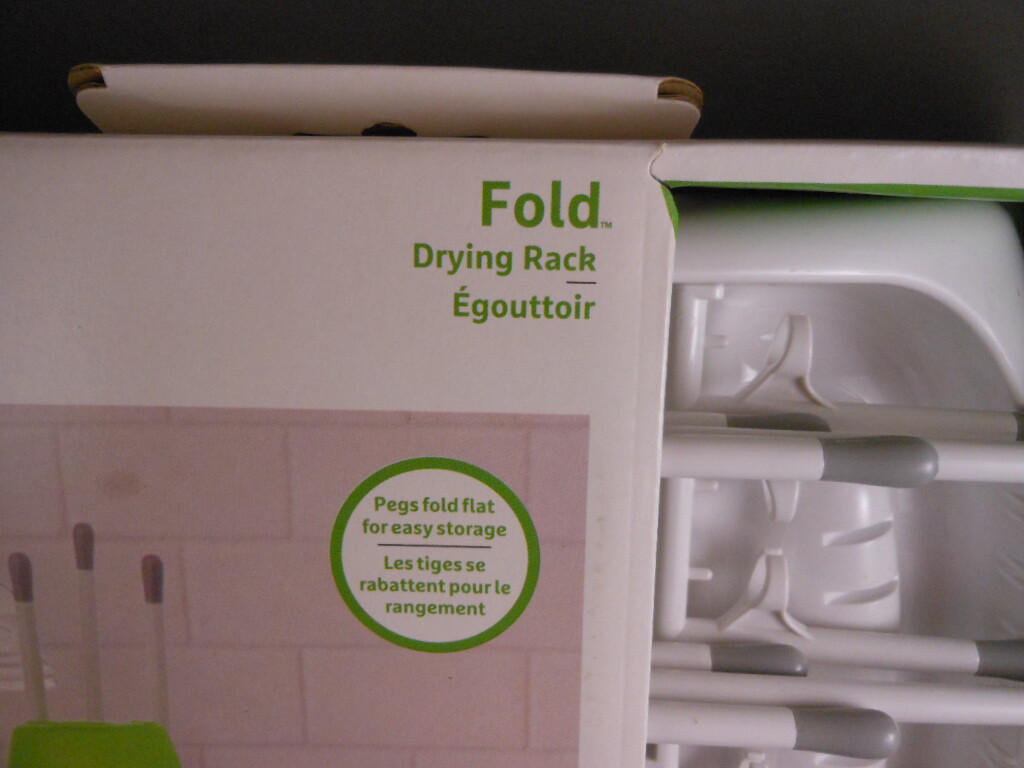 Fold™
Drying Rack
Égouttoir
Pegs fold flat
for easy storage
Les tiges se
rabattent pour le
rangement